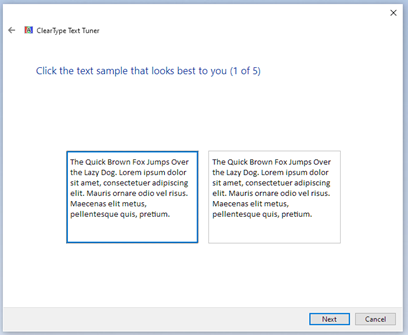 ClearType Text Tuner
Click the text sample that looks best to you (1 of 5)
The Quick Brown Fox Jumps Over
the Lazy Dog. Lorem ipsum dolor
sit amet, consectetuer adipiscing
elit. Mauris ornare odio vel risus.
Maecenas elit metus,
pellentesque quis, pretium.
The Quick Brown Fox Jumps Over
the Lazy Dog. Lorem ipsum dolor
sit amet, consectetuer adipiscing
elit. Mauris ornare odio vel risus.
Maecenas elit metus,
pellentesque quis, pretium.
Next
Cancel